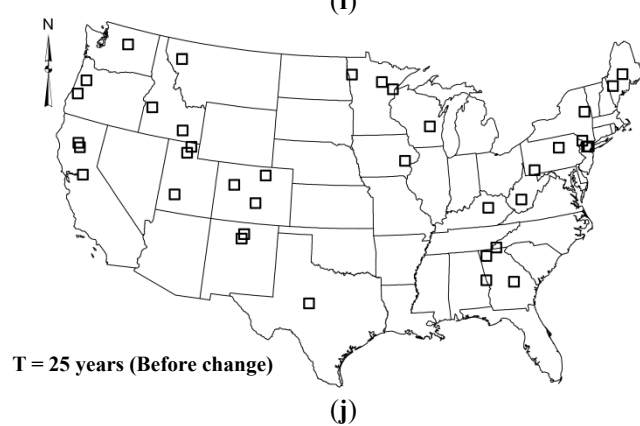 (i)
N
T = 25 years (Before change)
(j)